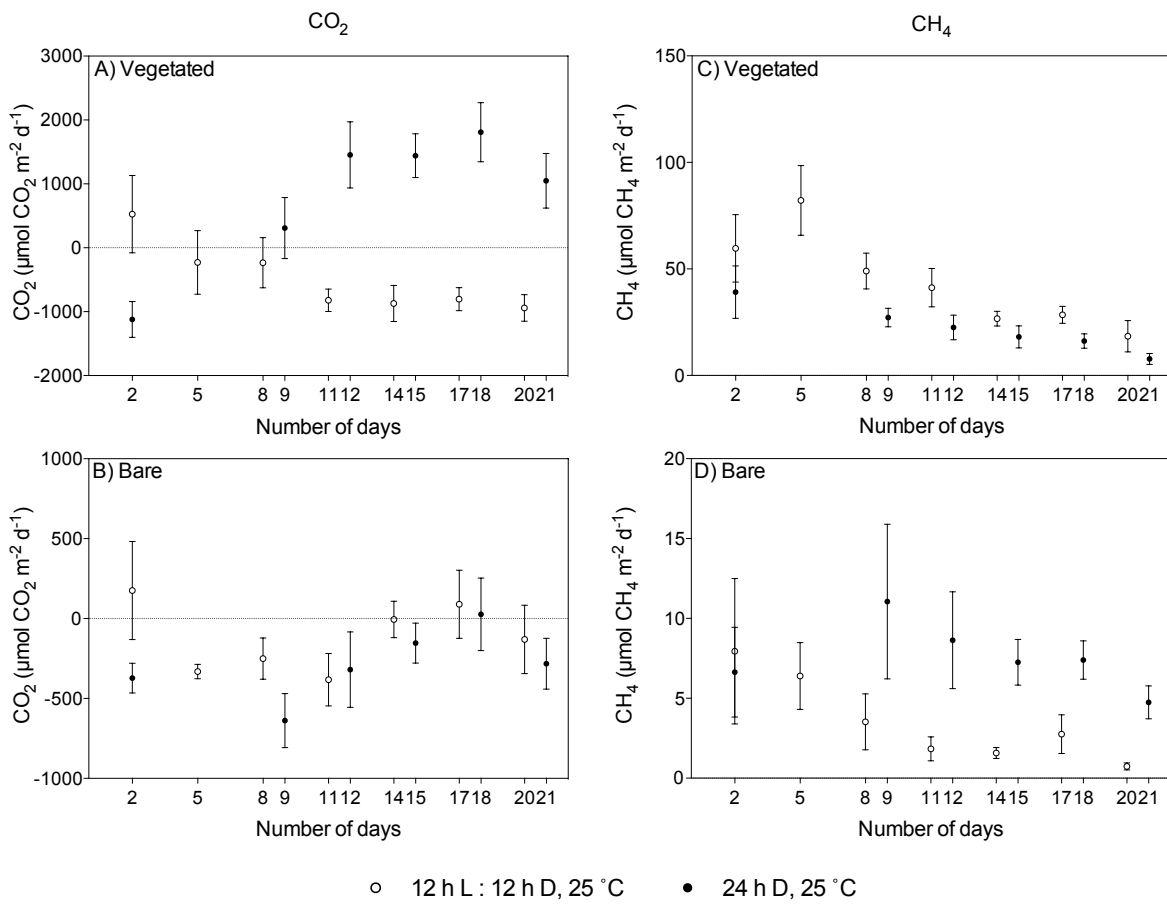 CO₂
CH₄
A) Vegetated
CO₂ (µmol CO₂ m⁻² d⁻¹)
3000
2000
1000
0
-1000
-2000
2 5 8 9 11 12 14 15 17 18 20 21
Number of days
C) Vegetated
CH₄ (µmol CH₄ m⁻² d⁻¹)
150
100
50
0
2 5 8 9 11 12 14 15 17 18 20 21
Number of days
B) Bare
CO₂ (µmol CO₂ m⁻² d⁻¹)
1000
500
0
-500
-1000
2 5 8 9 11 12 14 15 17 18 20 21
Number of days
D) Bare
CH₄ (µmol CH₄ m⁻² d⁻¹)
20
15
10
5
0
2 5 8 9 11 12 14 15 17 18 20 21
Number of days
12 h L : 12 h D, 25 ˚C
24 h D, 25 ˚C